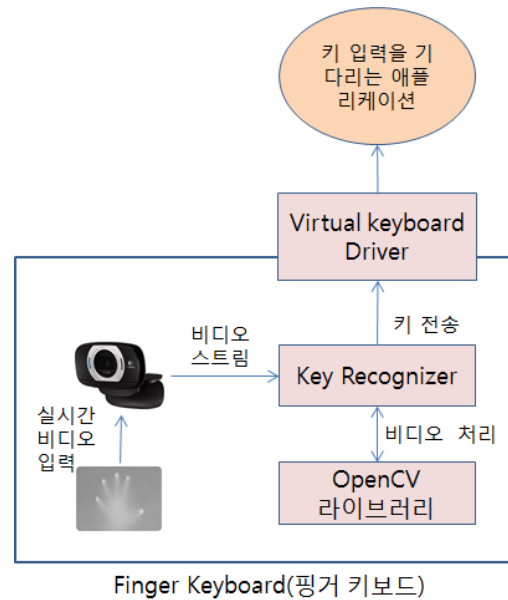 키 입력을 기
다리는 애플
리케이션
Virtual keyboard
Driver
키 전송
비디오
스트림
Key Recognizer
실시간
비디오
입력
비디오 처리
OpenCV
라이브러리
Finger Keyboard(핑거 키보드)